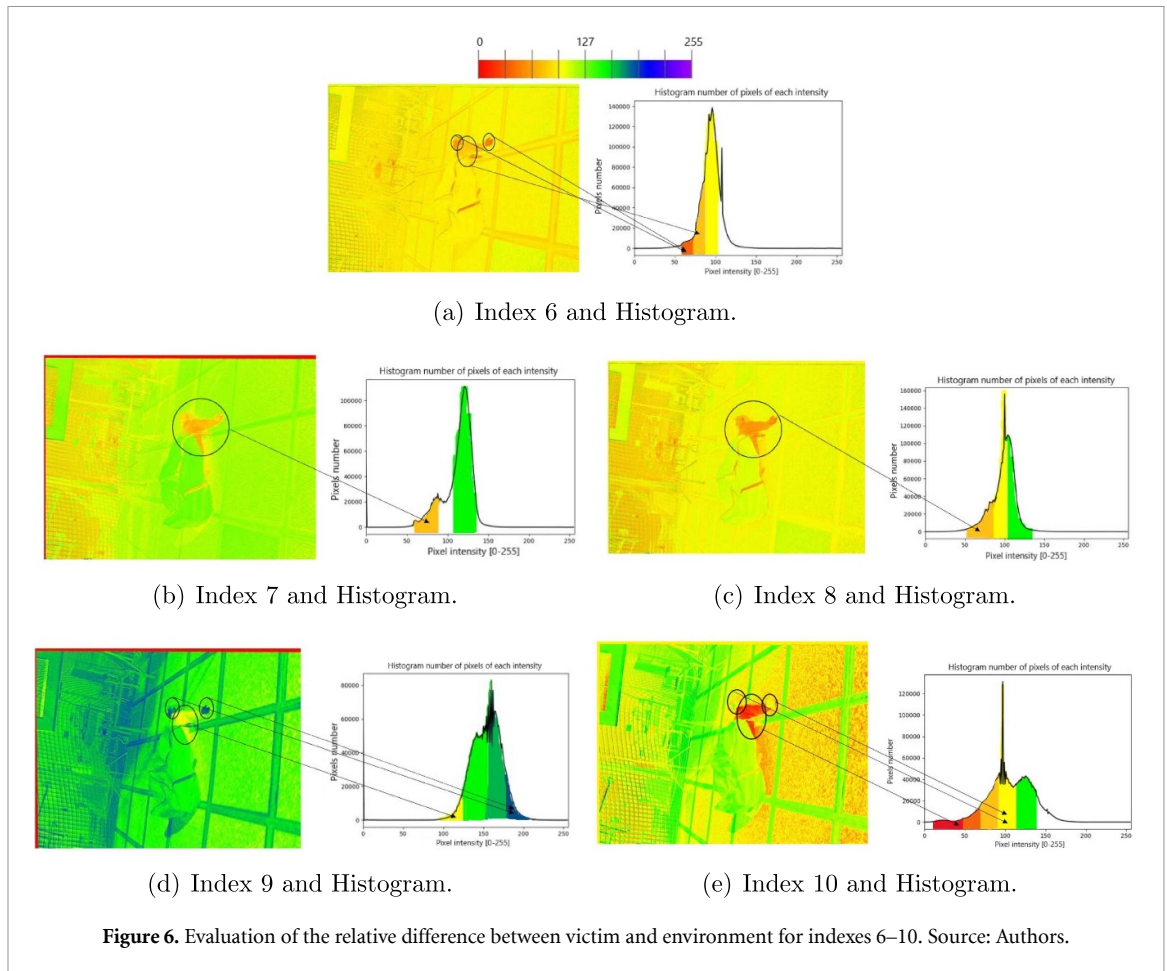 0 127 255
Histogram number of pixels of each intensity
140000
120000
100000
80000
60000
40000
20000
0
Pixels number
0 50 100 150 200 250
Pixel intensity [0-255]
(a) Index 6 and Histogram.
Histogram number of pixels of each intensity
100000
80000
60000
40000
20000
0
Pixels number
0 50 100 150 200 250
Pixel intensity [0-255]
Histogram number of pixels of each intensity
160000
140000
120000
100000
80000
60000
40000
20000
0
Pixels number
0 50 100 150 200 250
Pixel intensity [0-255]
(b) Index 7 and Histogram. (c) Index 8 and Histogram.
Histogram number of pixels of each intensity
80000
60000
40000
20000
0
Pixels number
0 50 100 150 200 250
Pixel intensity [0-255]
Histogram number of pixels of each intensity
120000
100000
80000
60000
40000
20000
0
Pixels number
0 50 100 150 200 250
Pixel intensity [0-255]
(d) Index 9 and Histogram. (e) Index 10 and Histogram.
Figure 6. Evaluation of the relative difference between victim and environment for indexes 6–10. Source: Authors.